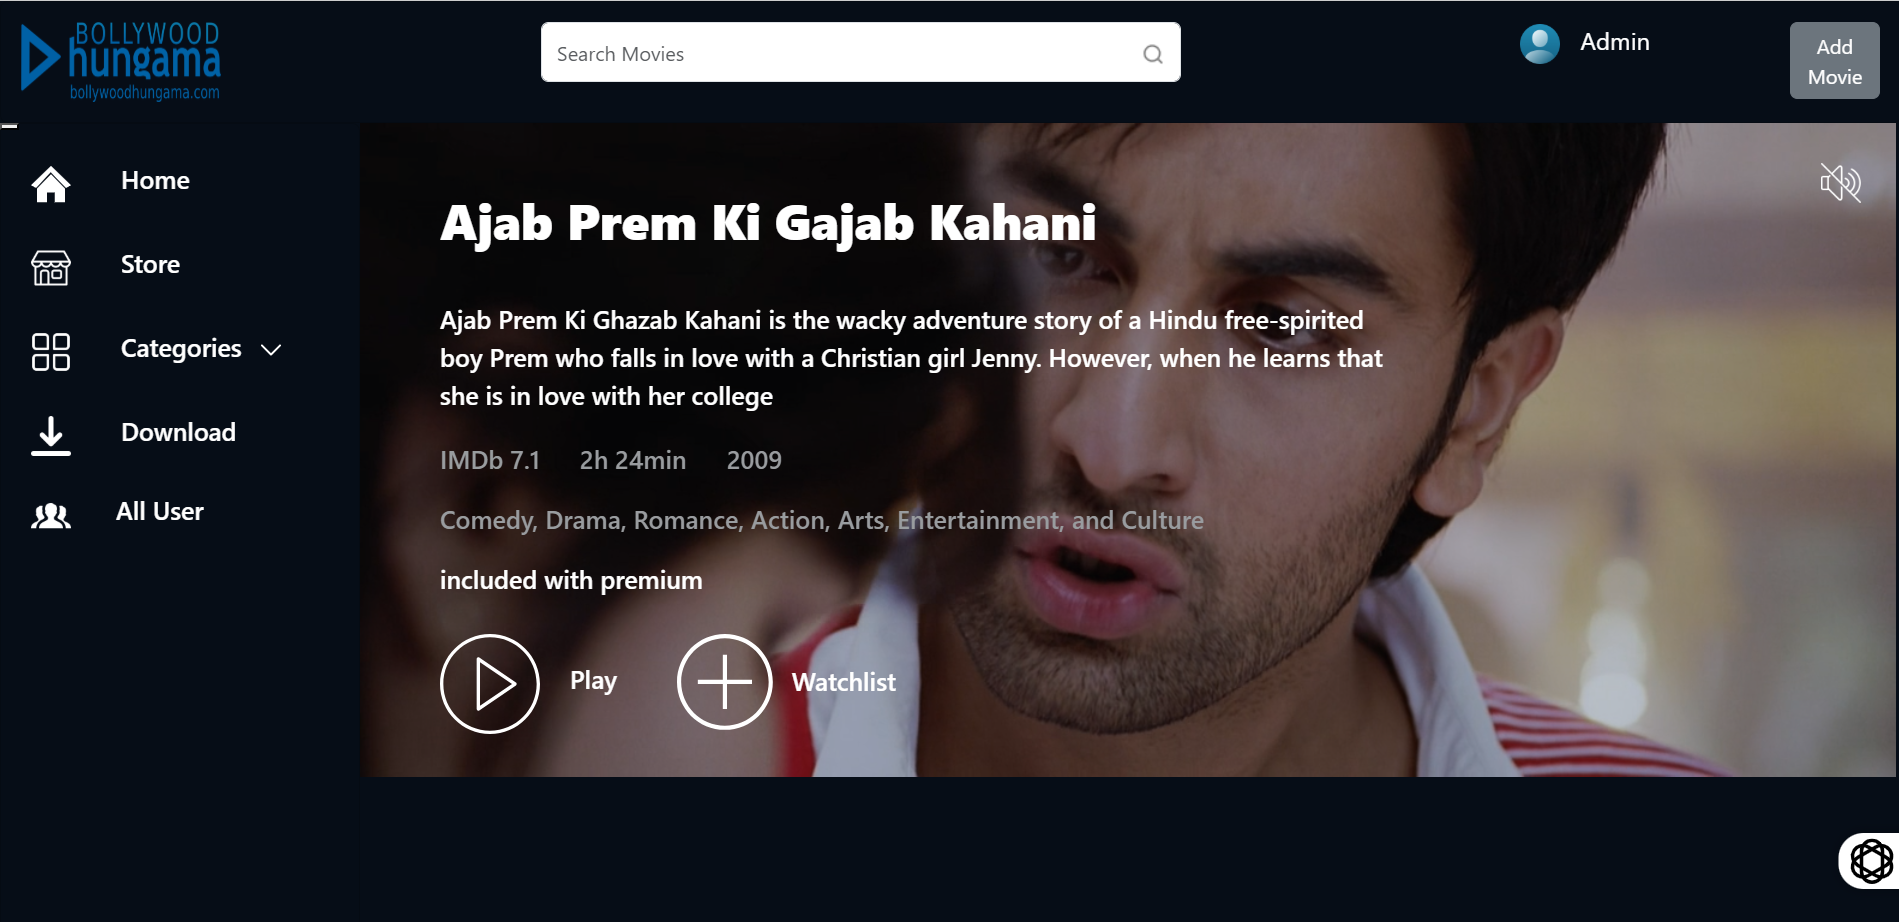 BOLLYWOOD
hungama
bollywoodhungama.com
Search Movies
Admin
Add
Movie
Home
Store
Categories
Download
All User
Ajab Prem Ki Gajab Kahani
Ajab Prem Ki Ghazab Kahani is the wacky adventure story of a Hindu free-spirited
boy Prem who falls in love with a Christian girl Jenny. However, when he learns that
she is in love with her college
IMDb 7.1 2h 24min 2009
Comedy, Drama, Romance, Action, Arts, Entertainment, and Culture
included with premium
Play
Watchlist